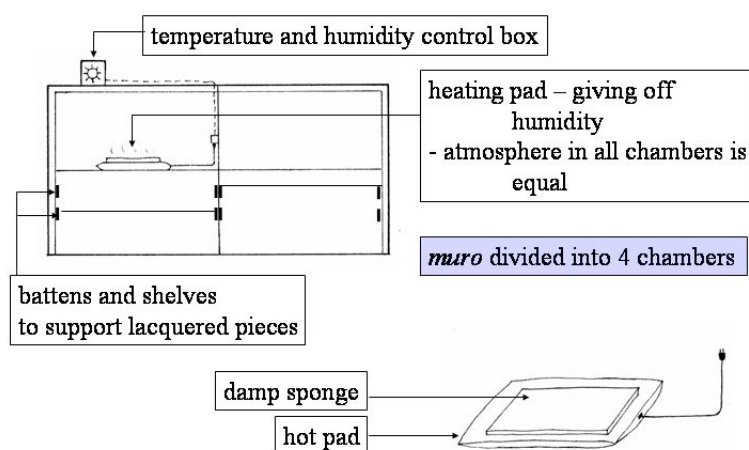 temperature and humidity control box
heating pad – giving off
humidity
- atmosphere in all chambers is
equal
muro divided into 4 chambers
battens and shelves
to support lacquered pieces
damp sponge
hot pad